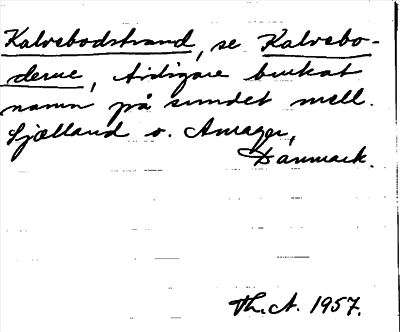 Kalvebodstrand, se Kalvebo-
derne, tidigare brukat
namn på sundet mell.
Själland o. Amager,
Danmark.
Th. A. 1957.